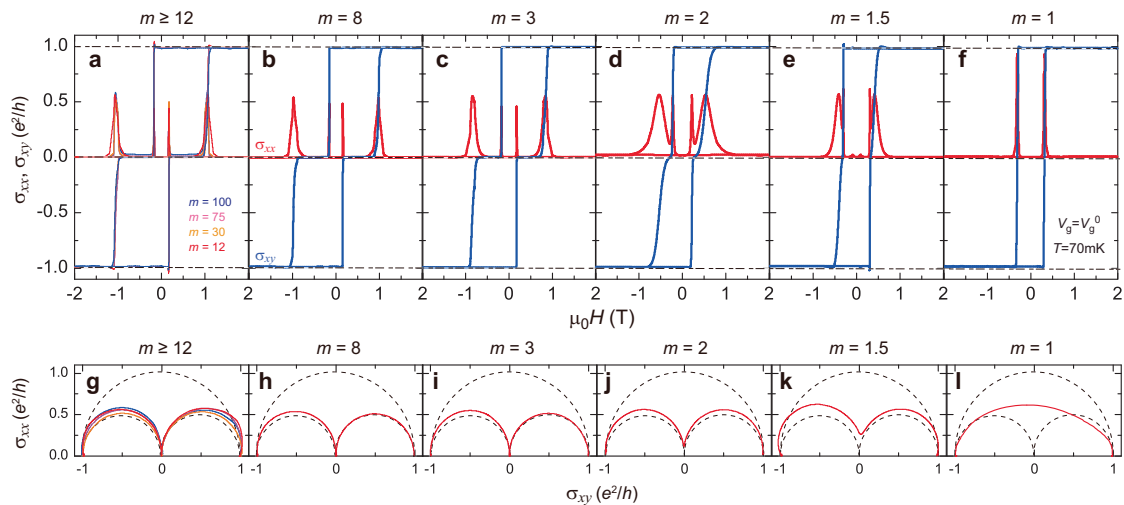 m ≥ 12 m = 8 m = 3 m = 2 m = 1.5 m = 1
σxx, σxy (e²/h)
1.0
0.5
0.0
-0.5
-1.0
a b c d e f
σxx
m = 100
m = 75
m = 30
m = 12
σxy
Vg=Vg⁰
T=70mK
-2 -1 0 1 2 -1 0 1 2 -1 0 1 2 -1 0 1 2 -1 0 1 2 -1 0 1 2
μ₀H (T)
m ≥ 12 m = 8 m = 3 m = 2 m = 1.5 m = 1
σxx (e²/h)
1.0
0.5
0.0
g h i j k l
-1 0 1 -1 0 1 -1 0 1 -1 0 1 -1 0 1 -1 0 1
σxy (e²/h)